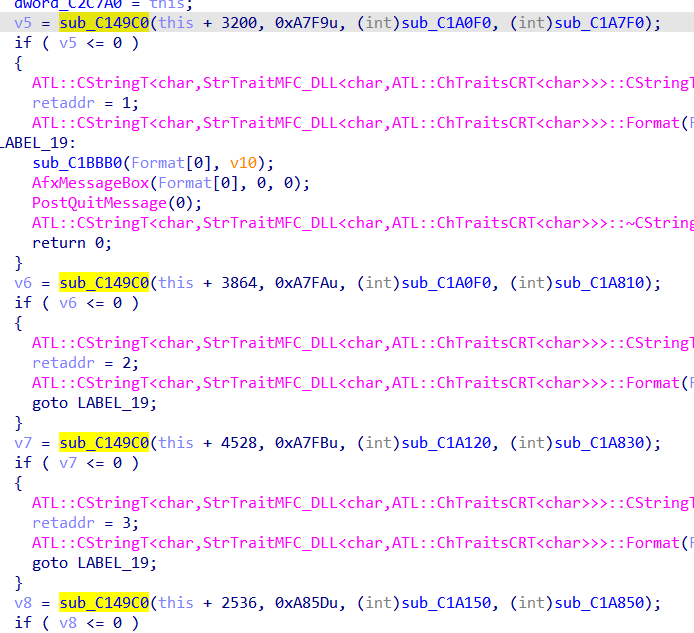 dword_C2C7A0 = this;
v5 = sub_C149C0(this + 3200, 0xA7F9u, (int)sub_C1A0F0, (int)sub_C1A7F0);
if ( v5 <= 0 )
{
ATL::CStringT<char,StrTraitMFC_DLL<char,ATL::ChTraitsCRT<char>>>::CStringT
retaddr = 1;
ATL::CStringT<char,StrTraitMFC_DLL<char,ATL::ChTraitsCRT<char>>>::Format(F
LABEL_19:
sub_C1BBB0(Format[0], v10);
AfxMessageBox(Format[0], 0, 0);
PostQuitMessage(0);
ATL::CStringT<char,StrTraitMFC_DLL<char,ATL::ChTraitsCRT<char>>>::~CString
return 0;
}
v6 = sub_C149C0(this + 3864, 0xA7FAu, (int)sub_C1A0F0, (int)sub_C1A810);
if ( v6 <= 0 )
{
ATL::CStringT<char,StrTraitMFC_DLL<char,ATL::ChTraitsCRT<char>>>::CStringT
retaddr = 2;
ATL::CStringT<char,StrTraitMFC_DLL<char,ATL::ChTraitsCRT<char>>>::Format(F
goto LABEL_19;
}
v7 = sub_C149C0(this + 4528, 0xA7FBu, (int)sub_C1A120, (int)sub_C1A830);
if ( v7 <= 0 )
{
ATL::CStringT<char,StrTraitMFC_DLL<char,ATL::ChTraitsCRT<char>>>::CStringT
retaddr = 3;
ATL::CStringT<char,StrTraitMFC_DLL<char,ATL::ChTraitsCRT<char>>>::Format(F
goto LABEL_19;
}
v8 = sub_C149C0(this + 2536, 0xA85Du, (int)sub_C1A150, (int)sub_C1A850);
if ( v8 <= 0 )